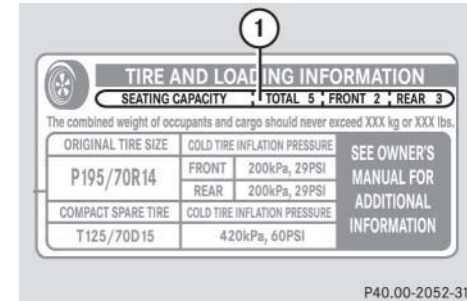 1
TIRE AND LOADING INFORMATION
SEATING CAPACITY TOTAL 5 FRONT 2 REAR 3
The combined weight of occupants and cargo should never exceed XXX kg or XXX lbs.
ORIGINAL TIRE SIZE
P195/70R14
COLD TIRE INFLATION PRESSURE
FRONT 200kPa, 29PSI
REAR 200kPa, 29PSI
COMPACT SPARE TIRE
T125/70D15
COLD TIRE INFLATION PRESSURE
420kPa, 60PSI
SEE OWNER'S
MANUAL FOR
ADDITIONAL
INFORMATION
P40.00-2052-31